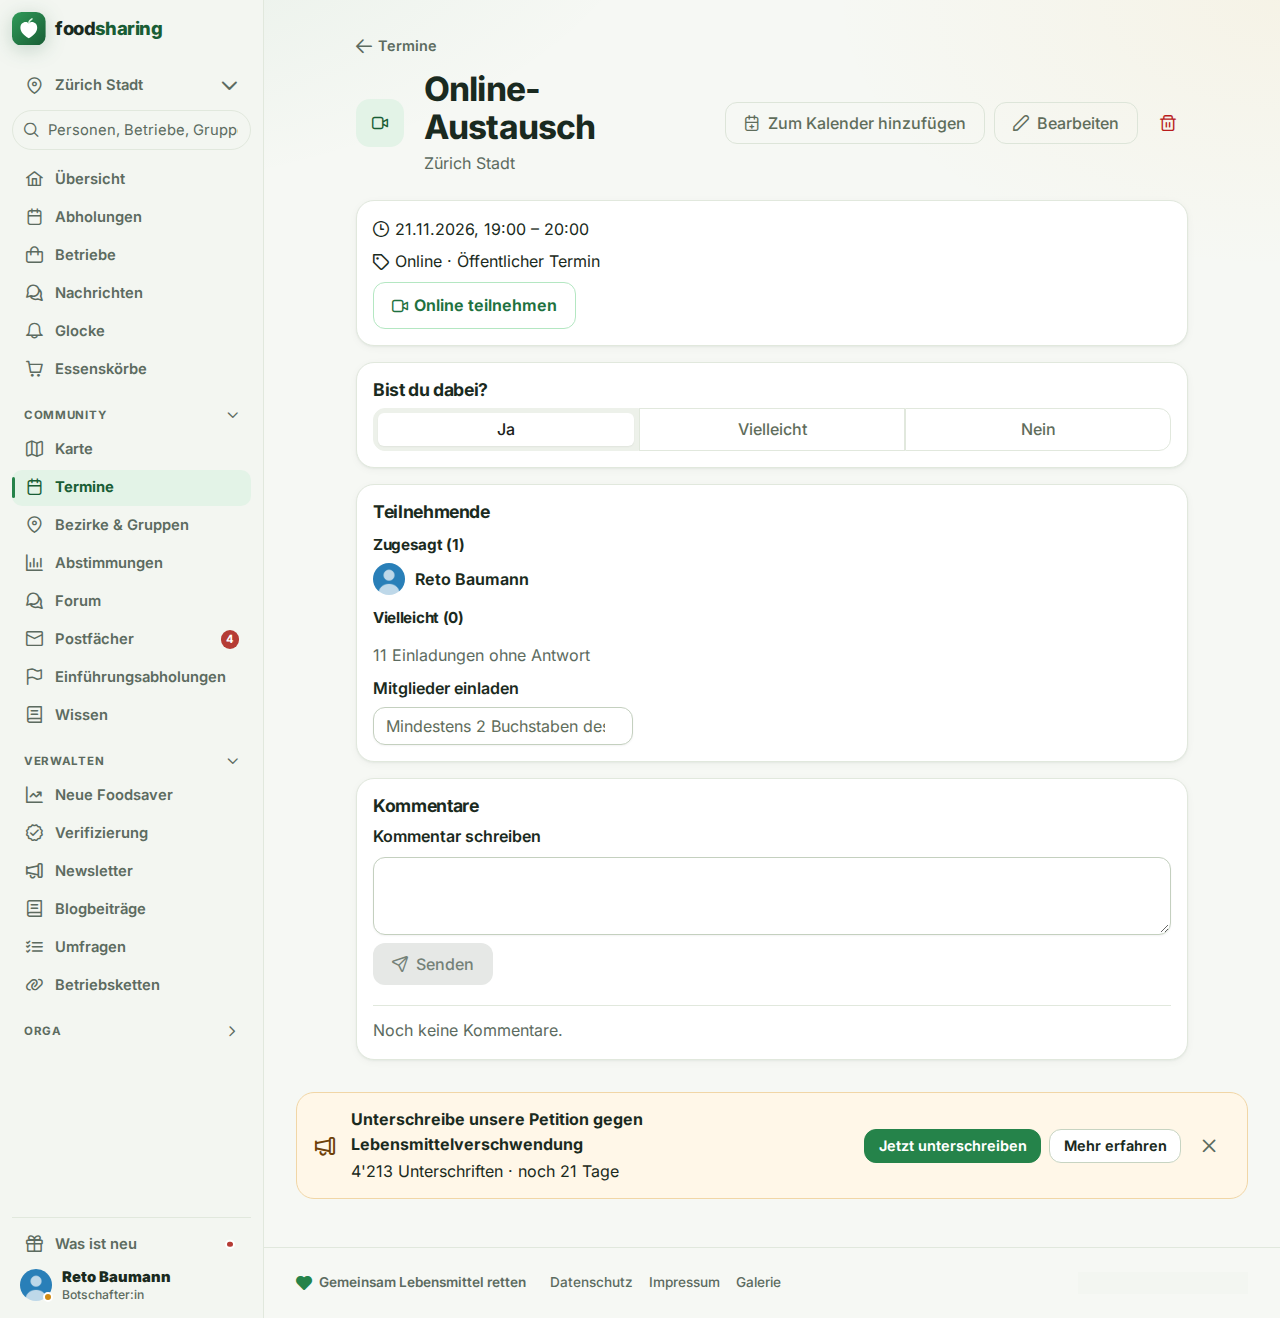 foodsharing
Zürich Stadt
Personen, Betriebe, Grupp
Übersicht
Abholungen
Betriebe
Nachrichten
Glocke
Essenskörbe
COMMUNITY
Karte
Termine
Bezirke & Gruppen
Abstimmungen
Forum
Postfächer 4
Einführungsabholungen
Wissen
VERWALTEN
Neue Foodsaver
Verifizierung
Newsletter
Blogbeiträge
Umfragen
Betriebsketten
ORGA
Was ist neu
Reto Baumann
Botschafter:in
Termine
Online-
Austausch
Zürich Stadt
Zum Kalender hinzufügen
Bearbeiten
21.11.2026, 19:00 – 20:00
Online · Öffentlicher Termin
Online teilnehmen
Bist du dabei?
Ja Vielleicht Nein
Teilnehmende
Zugesagt (1)
Reto Baumann
Vielleicht (0)
11 Einladungen ohne Antwort
Mitglieder einladen
Mindestens 2 Buchstaben des
Kommentare
Kommentar schreiben
Senden
Noch keine Kommentare.
Unterschreibe unsere Petition gegen
Lebensmittelverschwendung
4'213 Unterschriften · noch 21 Tage
Jetzt unterschreiben
Mehr erfahren
Gemeinsam Lebensmittel retten Datenschutz Impressum Galerie